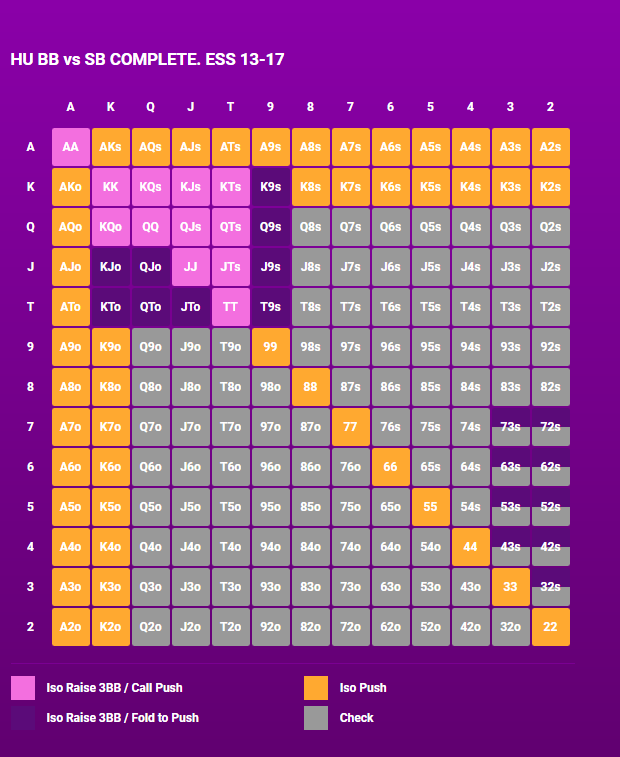 HU BB vs SB COMPLETE. ESS 13-17
A K Q J T 9 8 7 6 5 4 3 2
A AA AKs AQs AJs ATs A9s A8s A7s A6s A5s A4s A3s A2s
K AKo KK KQs KJs KTs K9s K8s K7s K6s K5s K4s K3s K2s
Q AQo KQo QQ QJs QTs Q9s Q8s Q7s Q6s Q5s Q4s Q3s Q2s
J AJo KJo QJo JJ JTs J9s J8s J7s J6s J5s J4s J3s J2s
T ATo KTo QTo JTo TT T9s T8s T7s T6s T5s T4s T3s T2s
9 A9o K9o Q9o J9o T9o 99 98s 97s 96s 95s 94s 93s 92s
8 A8o K8o Q8o J8o T8o 98o 88 87s 86s 85s 84s 83s 82s
7 A7o K7o Q7o J7o T7o 97o 87o 77 76s 75s 74s 73s 72s
6 A6o K6o Q6o J6o T6o 96o 86o 76o 66 65s 64s 63s 62s
5 A5o K5o Q5o J5o T5o 95o 85o 75o 65o 55 54s 53s 52s
4 A4o K4o Q4o J4o T4o 94o 84o 74o 64o 54o 44 43s 42s
3 A3o K3o Q3o J3o T3o 93o 83o 73o 63o 53o 43o 33 32s
2 A2o K2o Q2o J2o T2o 92o 82o 72o 62o 52o 42o 32o 22
Iso Raise 3BB / Call Push Iso Push
Iso Raise 3BB / Fold to Push Check